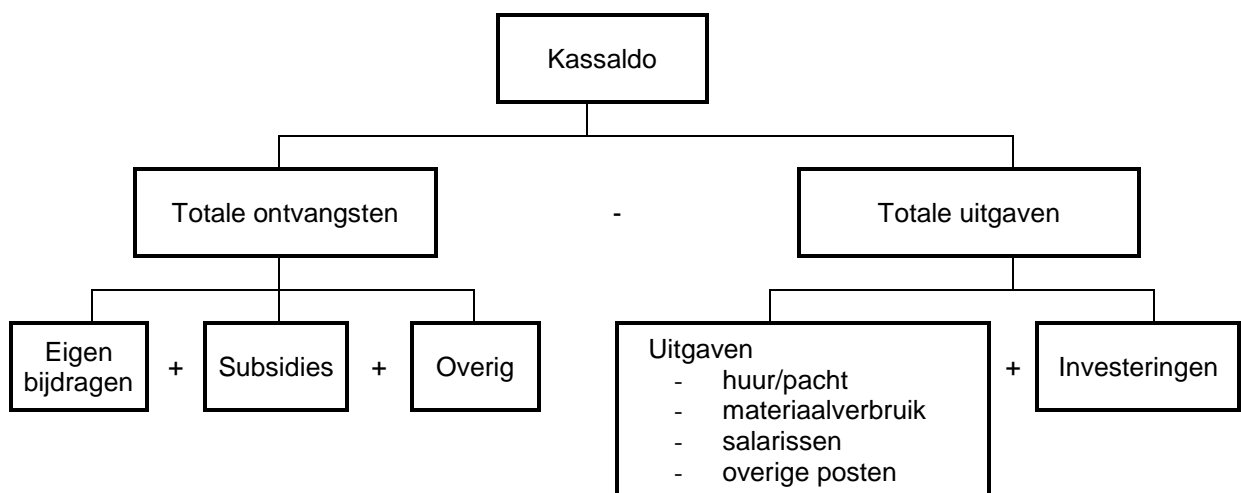 Kassaldo
Totale ontvangsten
-
Totale uitgaven
Eigen
bijdragen
+
Subsidies
+
Overig
Uitgaven
- huur/pacht
- materiaalverbruik
- salarissen
- overige posten
+
Investeringen